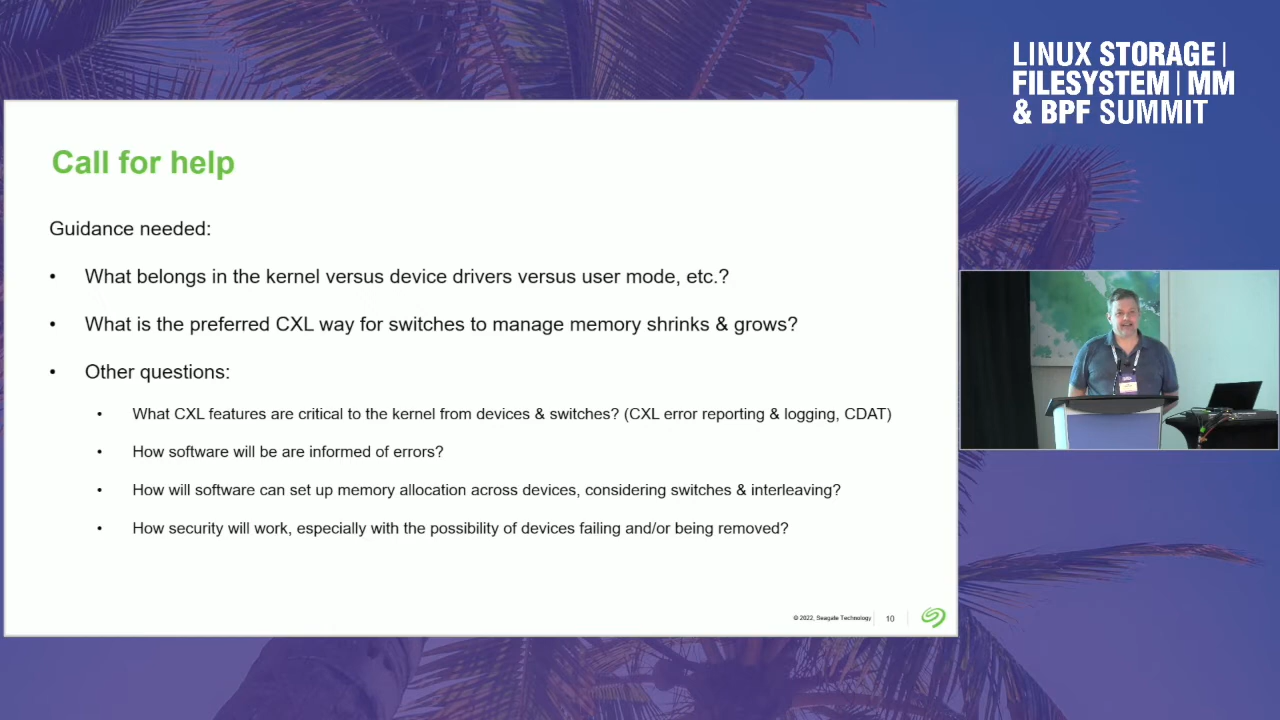 LINUX STORAGE |
FILESYSTEM | MM
& BPF SUMMIT
Call for help
Guidance needed:
• What belongs in the kernel versus device drivers versus user mode, etc.?
• What is the preferred CXL way for switches to manage memory shrinks & grows?
• Other questions:
• What CXL features are critical to the kernel from devices & switches? (CXL error reporting & logging, CDAT)
• How software will be are informed of errors?
• How will software can set up memory allocation across devices, considering switches & interleaving?
• How security will work, especially with the possibility of devices failing and/or being removed?
© 2022, Seagate Technology 10